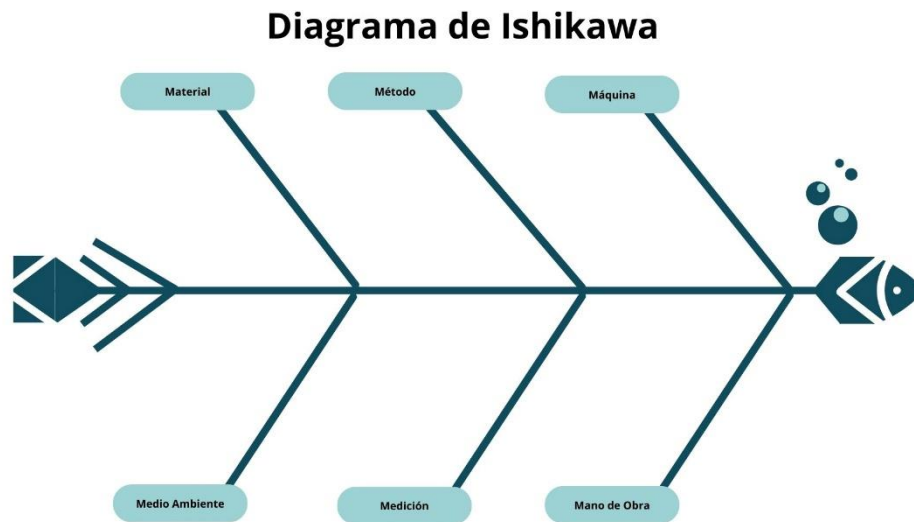 Diagrama de Ishikawa
Material
Método
Máquina
Medio Ambiente
Medición
Mano de Obra